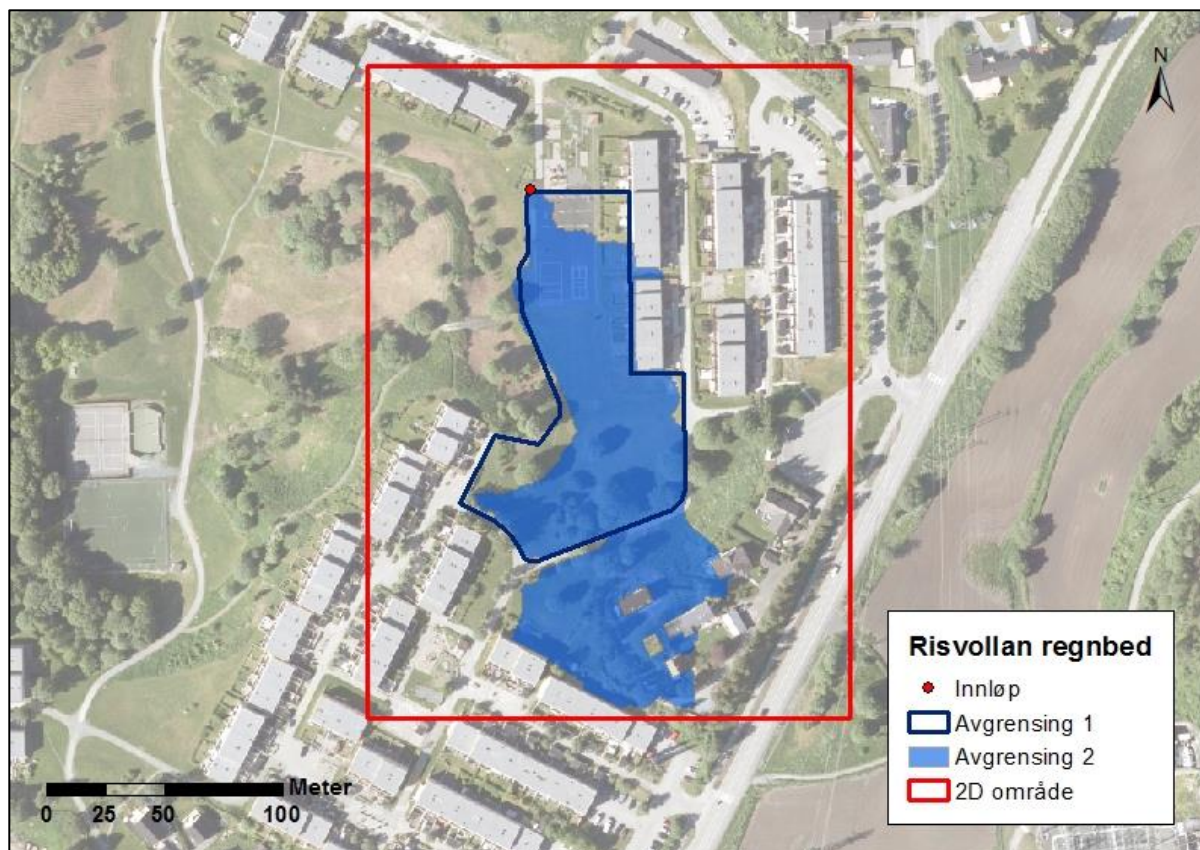 N
Risvollan regnbed
Innløp
Avgrensing 1
Avgrensing 2
2D område
Meter
0 25 50 100